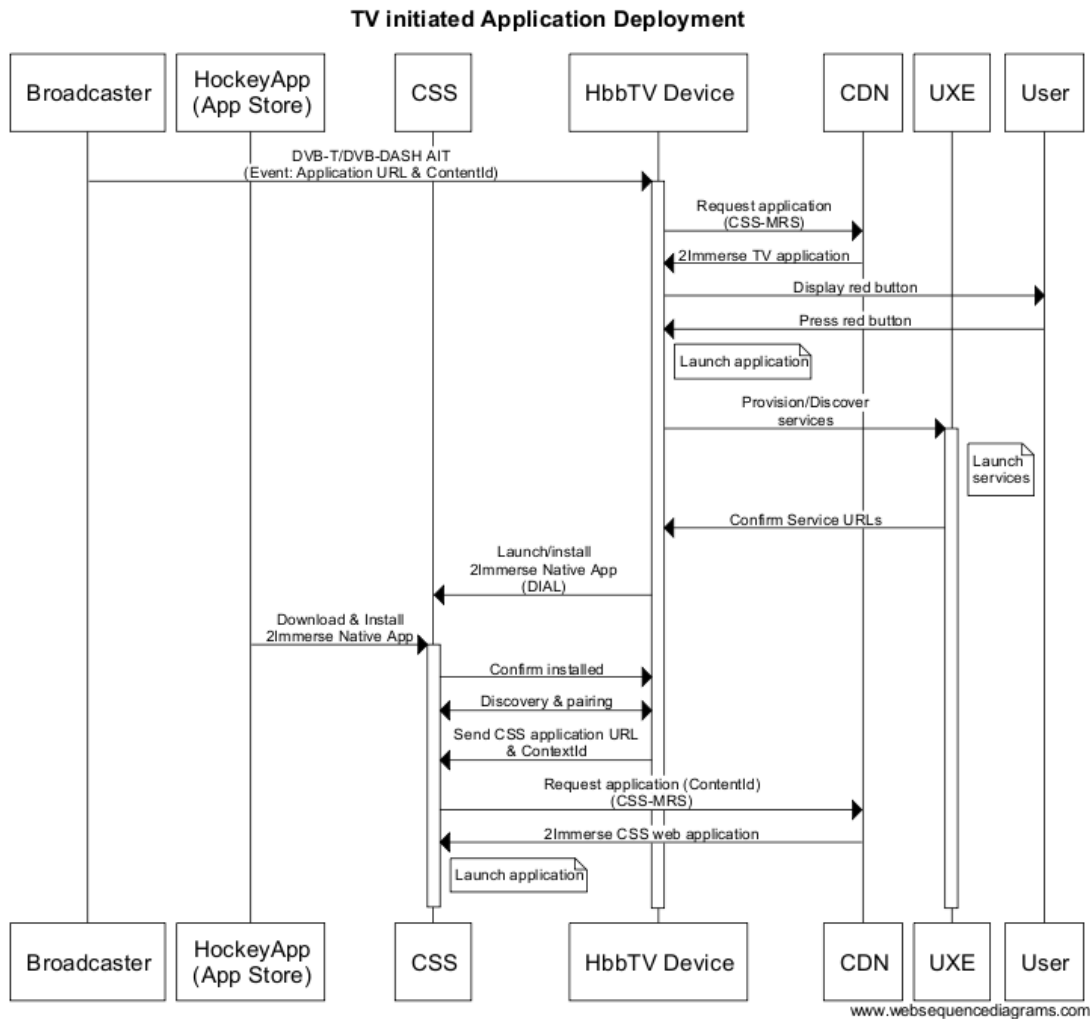 TV initiated Application Deployment
Broadcaster
HockeyApp
(App Store)
CSS
HbbTV Device
CDN
UXE
User
DVB-T/DVB-DASH AIT
(Event: Application URL & ContentId)
Request application
(CSS-MRS)
2Immerse TV application
Display red button
Press red button
Launch application
Provision/Discover
services
Launch
services
Confirm Service URLs
Launch/install
2Immerse Native App
(DIAL)
Download & Install
2Immerse Native App
Confirm installed
Discovery & pairing
Send CSS application URL
& ContextId
Request application (ContentId)
(CSS-MRS)
2Immerse CSS web application
Launch application
Broadcaster
HockeyApp
(App Store)
CSS
HbbTV Device
CDN
UXE
User
www.websequencediagrams.com